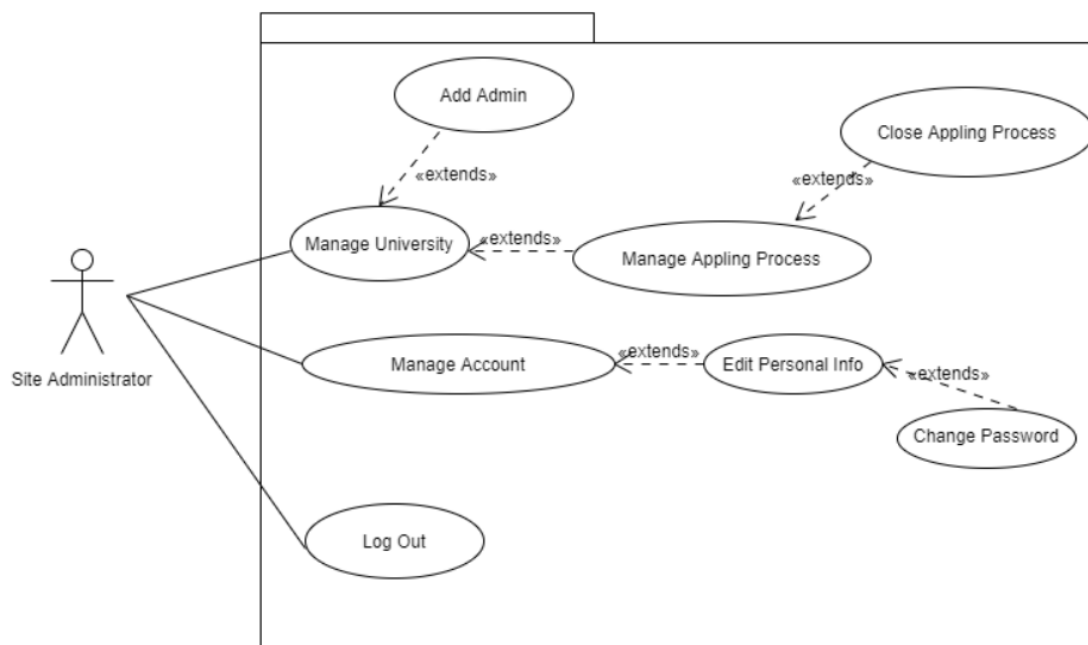 Add Admin
Close Appling Process
«extends»
«extends»
Manage University
«extends»
Manage Appling Process
Site Administrator
Manage Account
«extends»
Edit Personal Info
«extends»
Change Password
Log Out